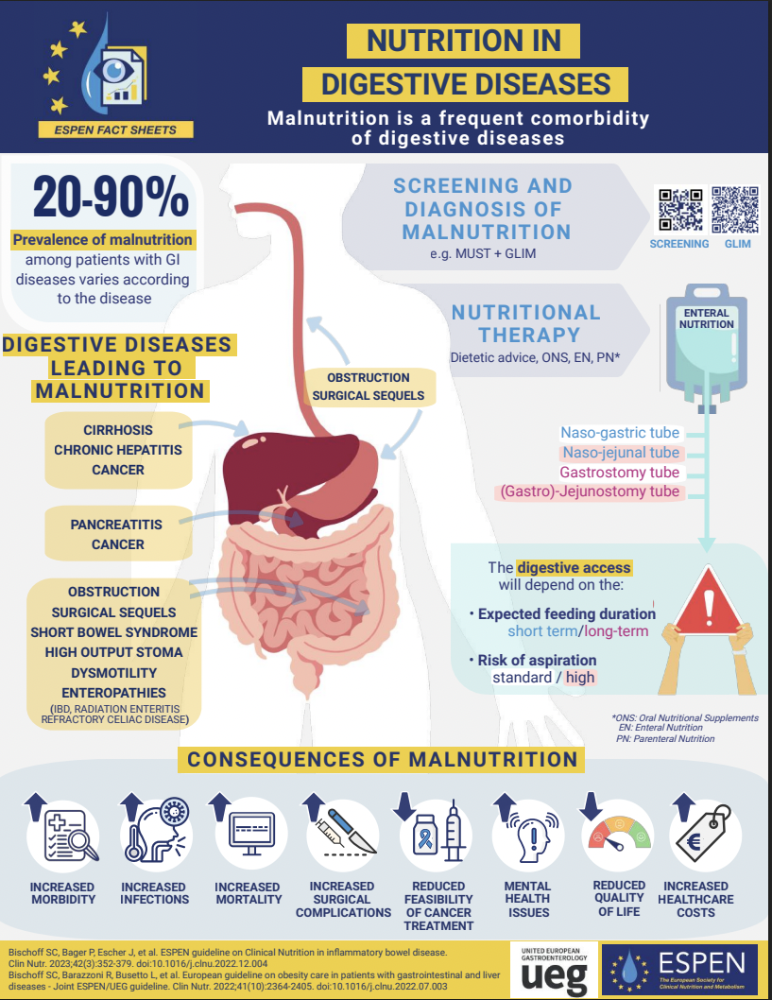 NUTRITION IN
DIGESTIVE DISEASES
Malnutrition is a frequent comorbidity
of digestive diseases
ESPEN FACT SHEETS
20-90%
Prevalence of malnutrition
among patients with GI
diseases varies according
to the disease
SCREENING AND
DIAGNOSIS OF
MALNUTRITION
e.g. MUST + GLIM
SCREENING GLIM
NUTRITIONAL
THERAPY
Dietetic advice, ONS, EN, PN*
ENTERAL
NUTRITION
DIGESTIVE DISEASES
LEADING TO
MALNUTRITION
OBSTRUCTION
SURGICAL SEQUELS
CIRRHOSIS
CHRONIC HEPATITIS
CANCER
PANCREATITIS
CANCER
OBSTRUCTION
SURGICAL SEQUELS
SHORT BOWEL SYNDROME
HIGH OUTPUT STOMA
DYSMOTILITY
ENTEROPATHIES
(IBD, RADIATION ENTERITIS
REFRACTORY CELIAC DISEASE)
Naso-gastric tube
Naso-jejunal tube
Gastrostomy tube
(Gastro)-Jejunostomy tube
The digestive access
will depend on the:
• Expected feeding duration
short term/long-term
• Risk of aspiration
standard / high
!
*ONS: Oral Nutritional Supplements
EN: Enteral Nutrition
PN: Parenteral Nutrition
CONSEQUENCES OF MALNUTRITION
INCREASED
MORBIDITY
INCREASED
INFECTIONS
INCREASED
MORTALITY
INCREASED
SURGICAL
COMPLICATIONS
REDUCED
FEASIBILITY
OF CANCER
TREATMENT
!
MENTAL
HEALTH
ISSUES
REDUCED
QUALITY
OF LIFE
€
INCREASED
HEALTHCARE
COSTS
Bischoff SC, Bager P, Escher J, et al. ESPEN guideline on Clinical Nutrition in inflammatory bowel disease.
Clin Nutr. 2023;42(3):352-379. doi:10.1016/j.clnu.2022.12.004
Bischoff SC, Barazzoni R, Busetto L, et al. European guideline on obesity care in patients with gastrointestinal and liver
diseases - Joint ESPEN/UEG guideline. Clin Nutr. 2022;41(10):2364-2405. doi:10.1016/j.clnu.2022.07.003
UNITED EUROPEAN
GASTROENTEROLOGY
ueg
ESPEN
The European Society for
Clinical Nutrition and Metabolism